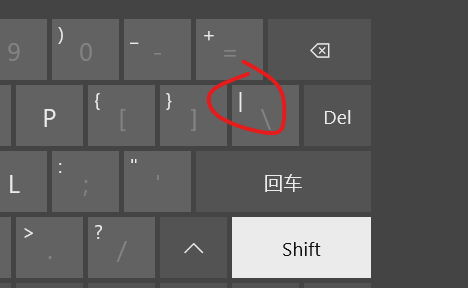 9 ) 0 _ - + =
P { [ } ] | \ Del
L : ; " ' 回车
> . ? / Shift